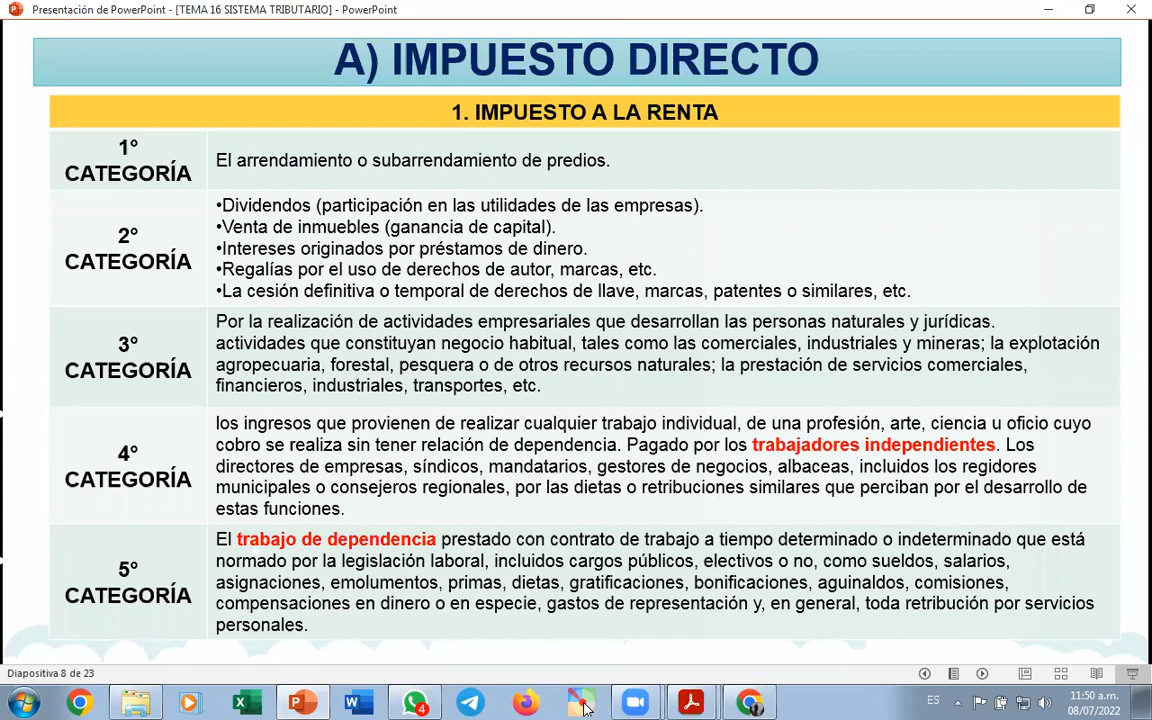 Presentación de PowerPoint - [TEMA 16 SISTEMA TRIBUTARIO] - PowerPoint
A) IMPUESTO DIRECTO
1. IMPUESTO A LA RENTA
1°
CATEGORÍA
El arrendamiento o subarrendamiento de predios.
2°
CATEGORÍA
•Dividendos (participación en las utilidades de las empresas).
•Venta de inmuebles (ganancia de capital).
•Intereses originados por préstamos de dinero.
•Regalías por el uso de derechos de autor, marcas, etc.
•La cesión definitiva o temporal de derechos de llave, marcas, patentes o similares, etc.
3°
CATEGORÍA
Por la realización de actividades empresariales que desarrollan las personas naturales y jurídicas.
actividades que constituyan negocio habitual, tales como las comerciales, industriales y mineras; la explotación
agropecuaria, forestal, pesquera o de otros recursos naturales; la prestación de servicios comerciales,
financieros, industriales, transportes, etc.
4°
CATEGORÍA
los ingresos que provienen de realizar cualquier trabajo individual, de una profesión, arte, ciencia u oficio cuyo
cobro se realiza sin tener relación de dependencia. Pagado por los trabajadores independientes. Los
directores de empresas, síndicos, mandatarios, gestores de negocios, albaceas, incluidos los regidores
municipales o consejeros regionales, por las dietas o retribuciones similares que perciban por el desarrollo de
estas funciones.
5°
CATEGORÍA
El trabajo de dependencia prestado con contrato de trabajo a tiempo determinado o indeterminado que está
normado por la legislación laboral, incluidos cargos públicos, electivos o no, como sueldos, salarios,
asignaciones, emolumentos, primas, dietas, gratificaciones, bonificaciones, aguinaldos, comisiones,
compensaciones en dinero o en especie, gastos de representación y, en general, toda retribución por servicios
personales.
Diapositiva 8 de 23
4
ES
11:50 a.m.
08/07/2022